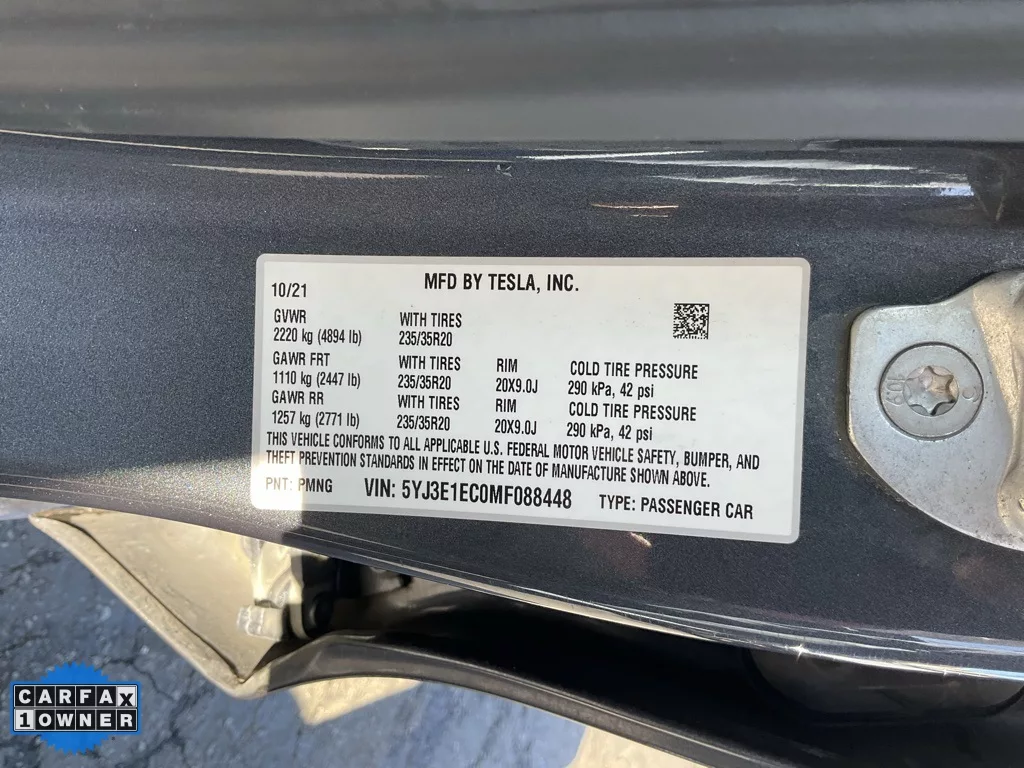 10/21
MFD BY TESLA, INC.
GVWR
2220 kg (4894 lb)
WITH TIRES
235/35R20
GAWR FRT
1110 kg (2447 lb)
WITH TIRES
235/35R20
RIM
20X9.0J
COLD TIRE PRESSURE
290 kPa, 42 psi
GAWR RR
1257 kg (2771 lb)
WITH TIRES
235/35R20
RIM
20X9.0J
COLD TIRE PRESSURE
290 kPa, 42 psi
THIS VEHICLE CONFORMS TO ALL APPLICABLE U.S. FEDERAL MOTOR VEHICLE SAFETY, BUMPER, AND
THEFT PREVENTION STANDARDS IN EFFECT ON THE DATE OF MANUFACTURE SHOWN ABOVE.
PNT: PMNG
VIN: 5YJ3E1EC0MF088448
TYPE: PASSENGER CAR
CARFAX
1 OWNER